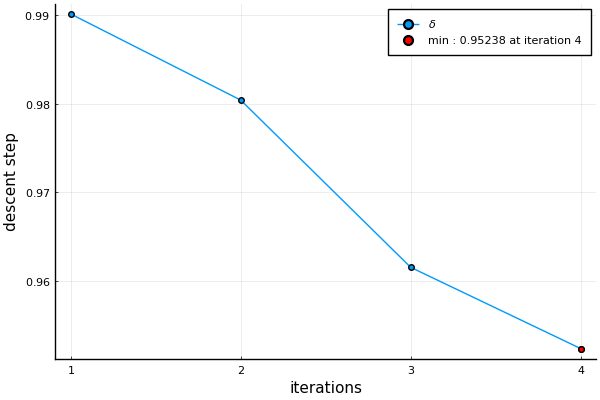 0.99
δ
min : 0.95238 at iteration 4
0.98
0.97
0.96
descent step
1 2 3 4
iterations